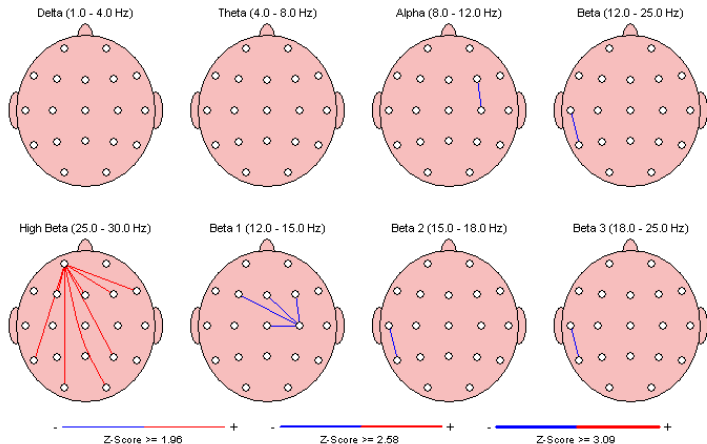 Delta (1.0 - 4.0 Hz) Theta (4.0 - 8.0 Hz) Alpha (8.0 - 12.0 Hz) Beta (12.0 - 25.0 Hz)
High Beta (25.0 - 30.0 Hz) Beta 1 (12.0 - 15.0 Hz) Beta 2 (15.0 - 18.0 Hz) Beta 3 (18.0 - 25.0 Hz)
- + - + - +
Z-Score >= 1.96 Z-Score >= 2.58 Z-Score >= 3.09